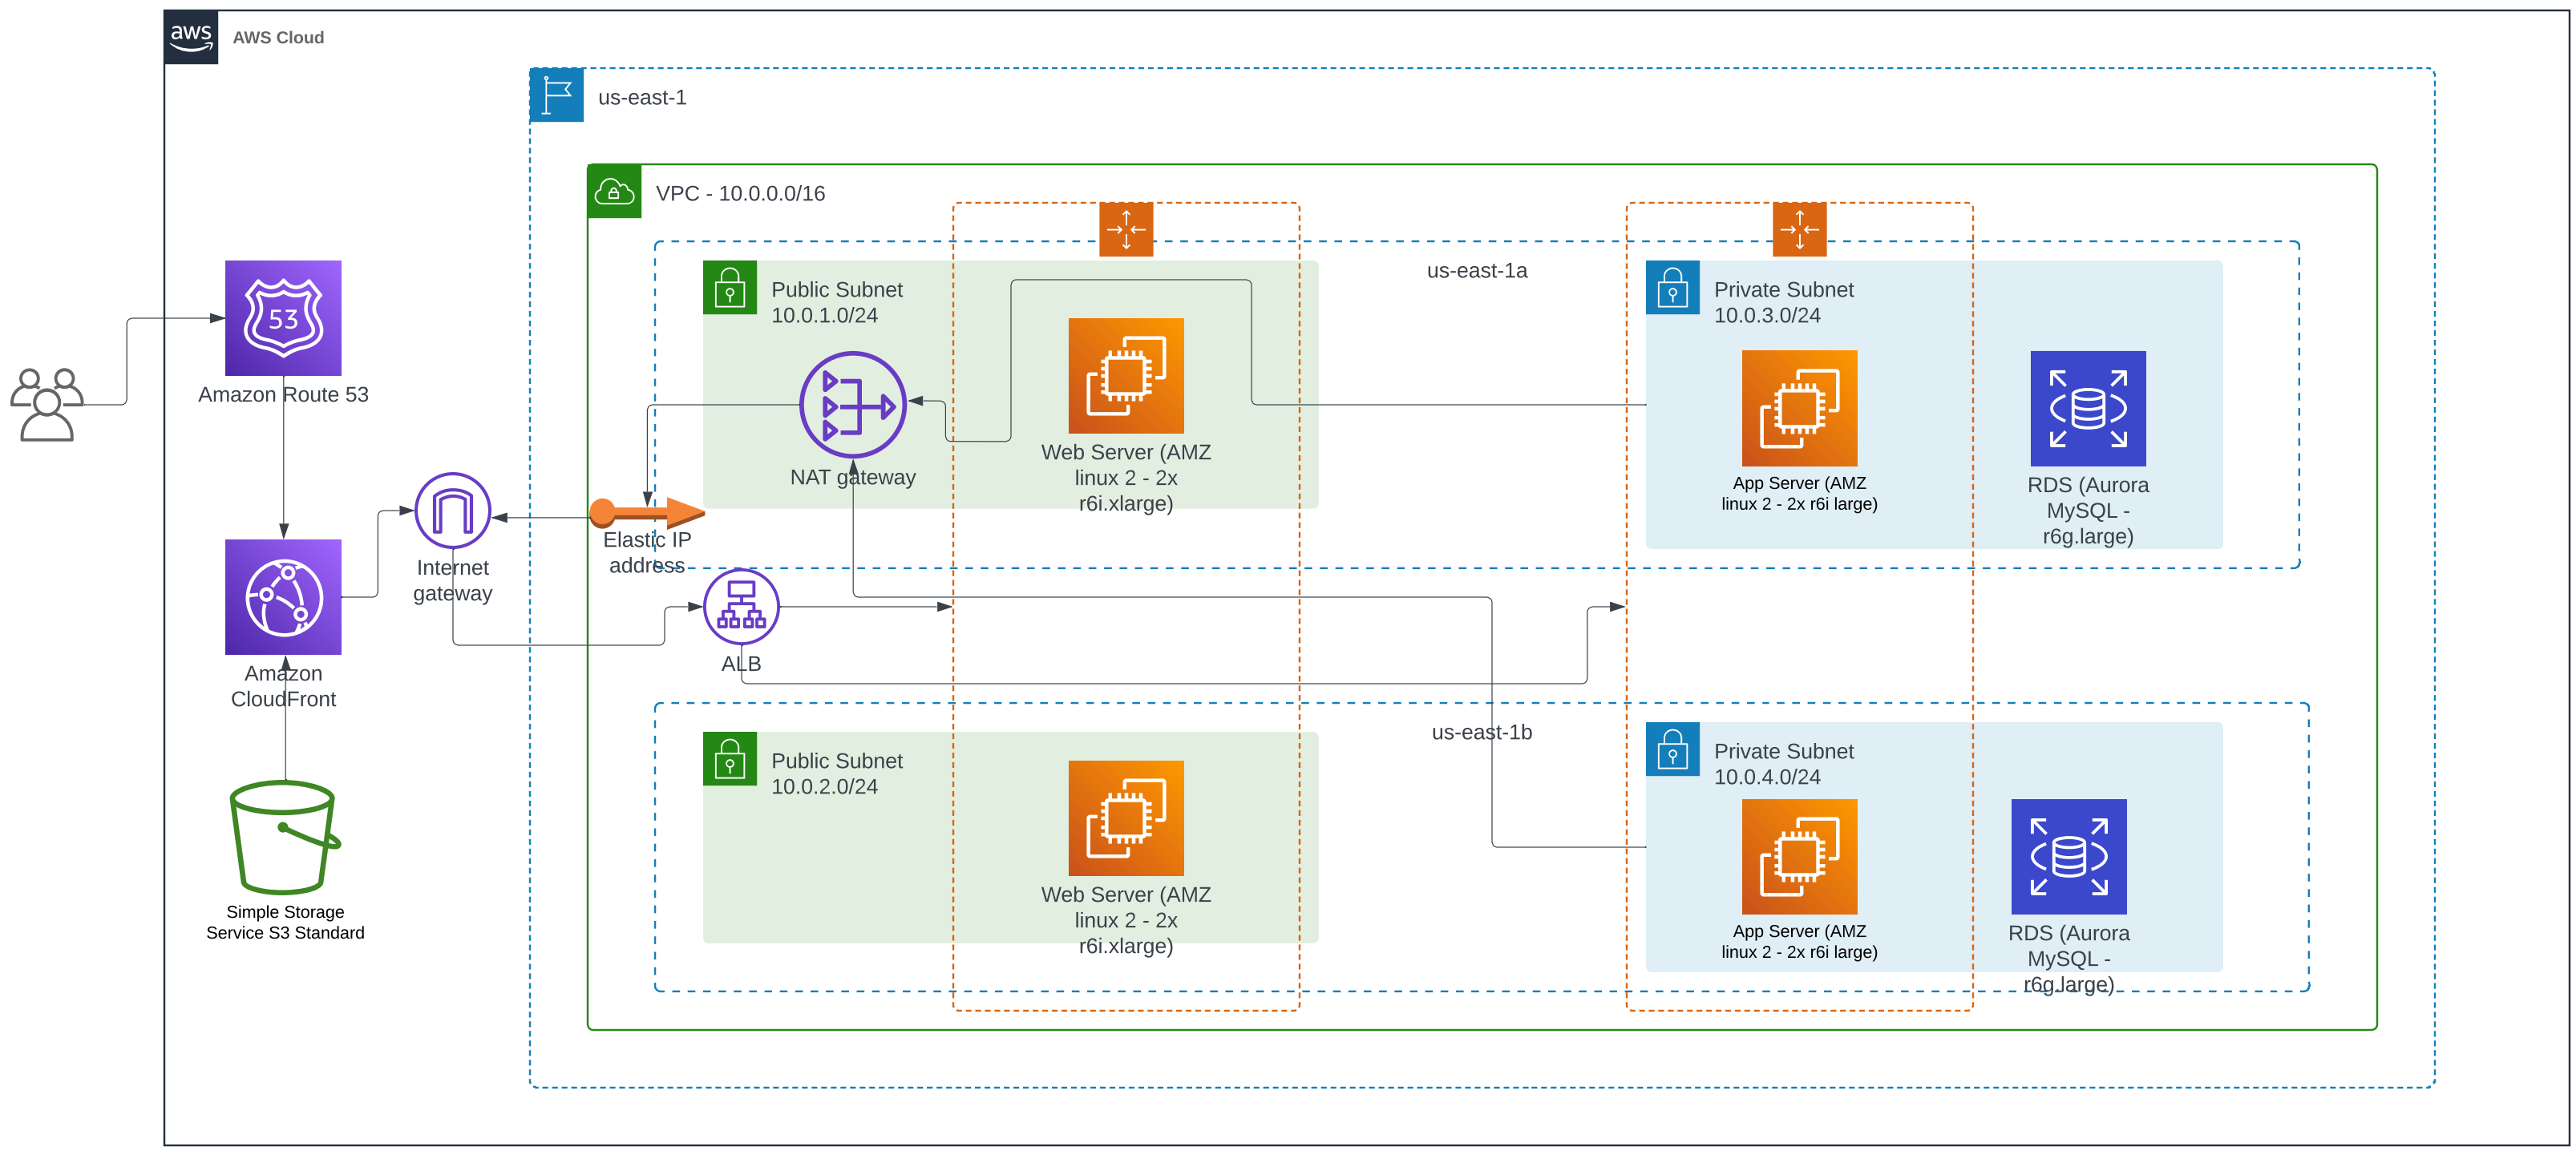 aws
AWS Cloud
us-east-1
VPC - 10.0.0.0/16
us-east-1a
Public Subnet
10.0.1.0/24
Private Subnet
10.0.3.0/24
53
Amazon Route 53
NAT gateway
Web Server (AMZ
linux 2 - 2x
r6i.xlarge)
App Server (AMZ
linux 2 - 2x r6i large)
RDS (Aurora
MySQL -
r6g.large)
Internet
gateway
Elastic IP
address
ALB
Amazon
CloudFront
us-east-1b
Public Subnet
10.0.2.0/24
Private Subnet
10.0.4.0/24
Web Server (AMZ
linux 2 - 2x
r6i.xlarge)
App Server (AMZ
linux 2 - 2x r6i large)
RDS (Aurora
MySQL -
r6g.large)
Simple Storage
Service S3 Standard